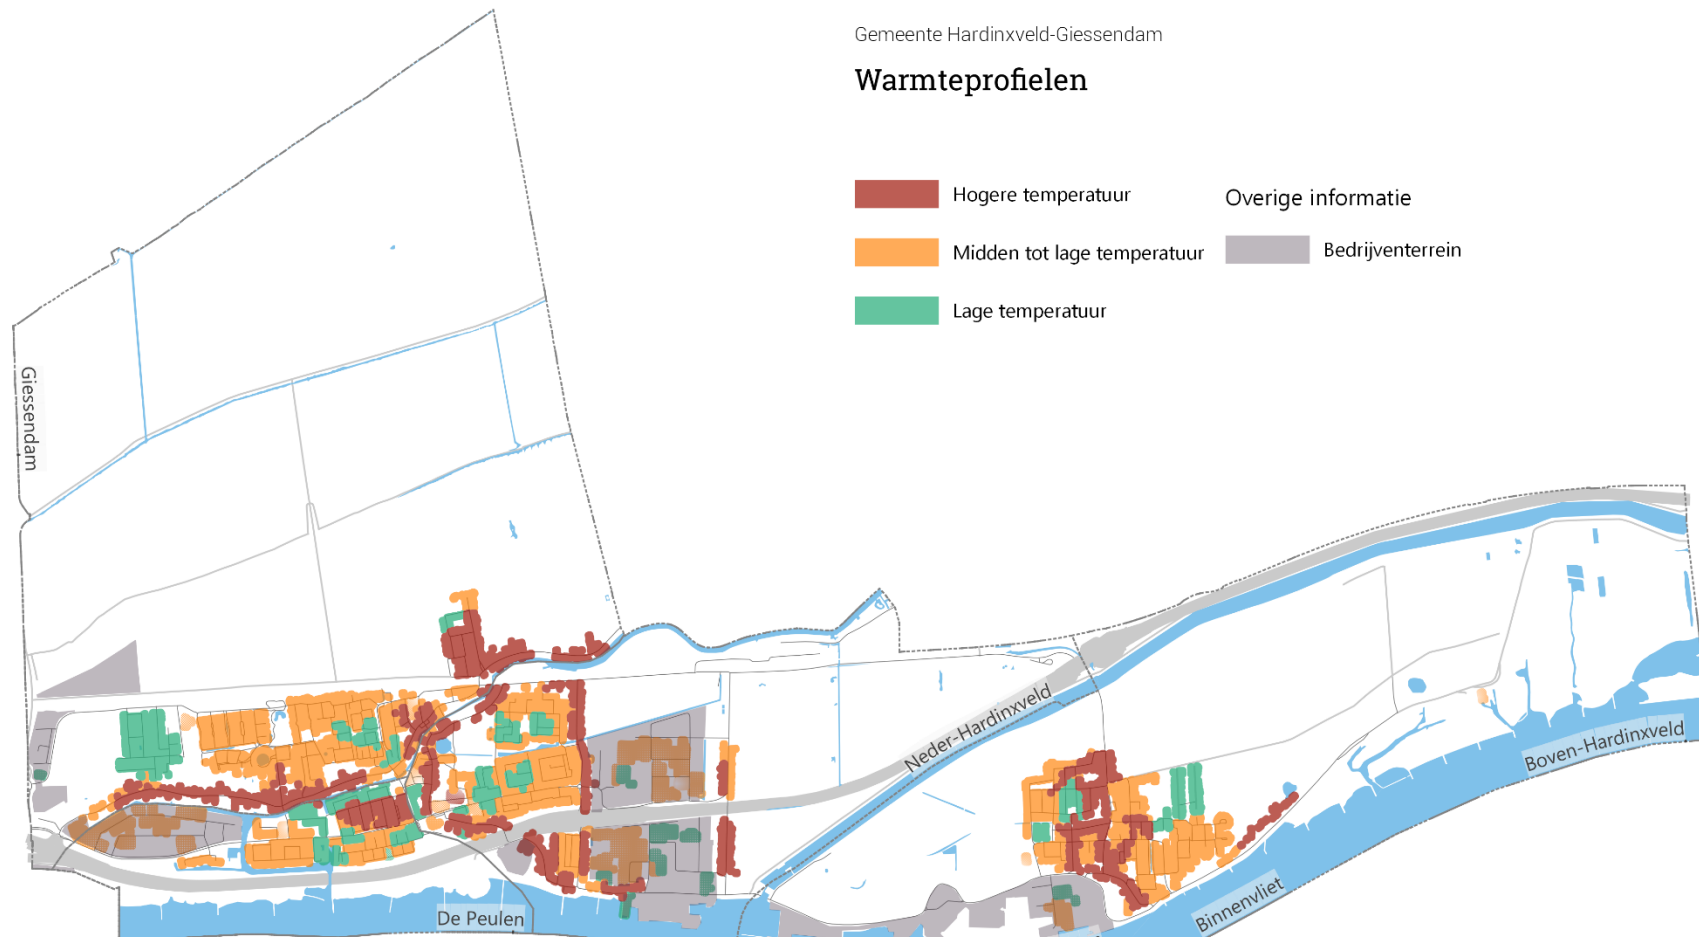 Gemeente Hardinxveld-Giessendam
Warmteprofielen
Hogere temperatuur
Midden tot lage temperatuur
Lage temperatuur
Overige informatie
Bedrijventerrein
Giessendam
Neder-Hardinxveld
Boven-Hardinxveld
Binnenvliet
De Peulen